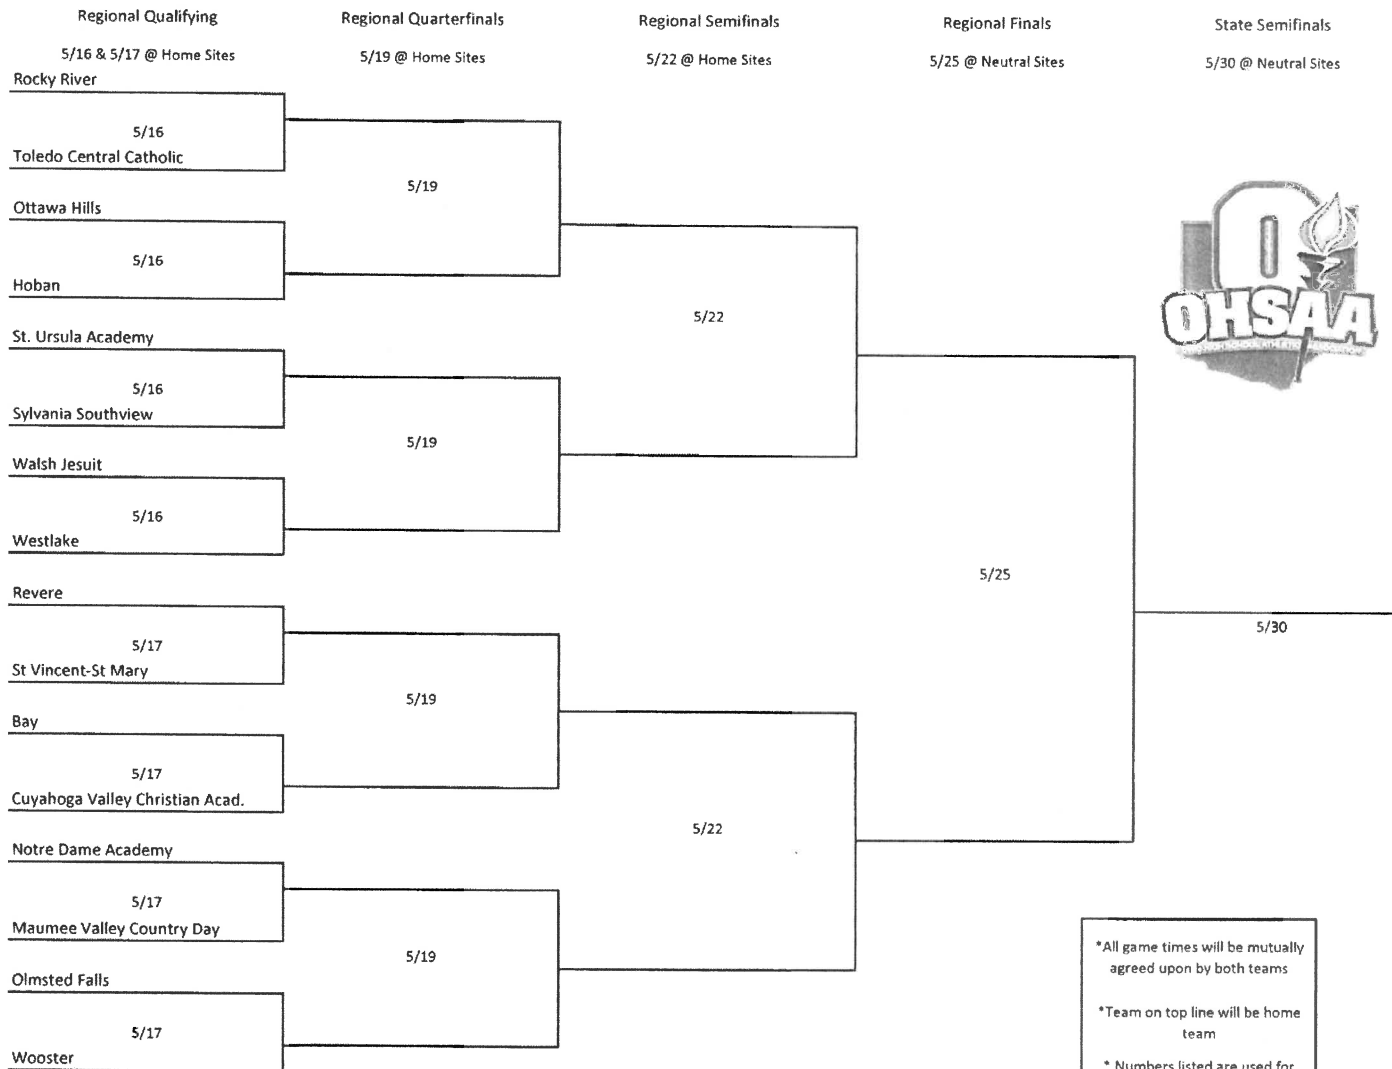 Regional Qualifying
Regional Quarterfinals
Regional Semifinals
Regional Finals
State Semifinals
5/16 & 5/17 @ Home Sites
5/19 @ Home Sites
5/22 @ Home Sites
5/25 @ Neutral Sites
5/30 @ Neutral Sites
Rocky River
5/16
Toledo Central Catholic
5/19
Ottawa Hills
5/16
Hoban
5/22
OHSAA
St. Ursula Academy
5/16
Sylvania Southview
5/19
Walsh Jesuit
5/16
Westlake
5/25
Revere
5/30
5/17
St Vincent-St Mary
5/19
Bay
5/17
Cuyahoga Valley Christian Acad.
5/22
Notre Dame Academy
5/17
Maumee Valley Country Day
5/19
Olmsted Falls
5/17
Wooster
*All game times will be mutually
agreed upon by both teams
*Team on top line will be home
team
* Numbers listed are used for